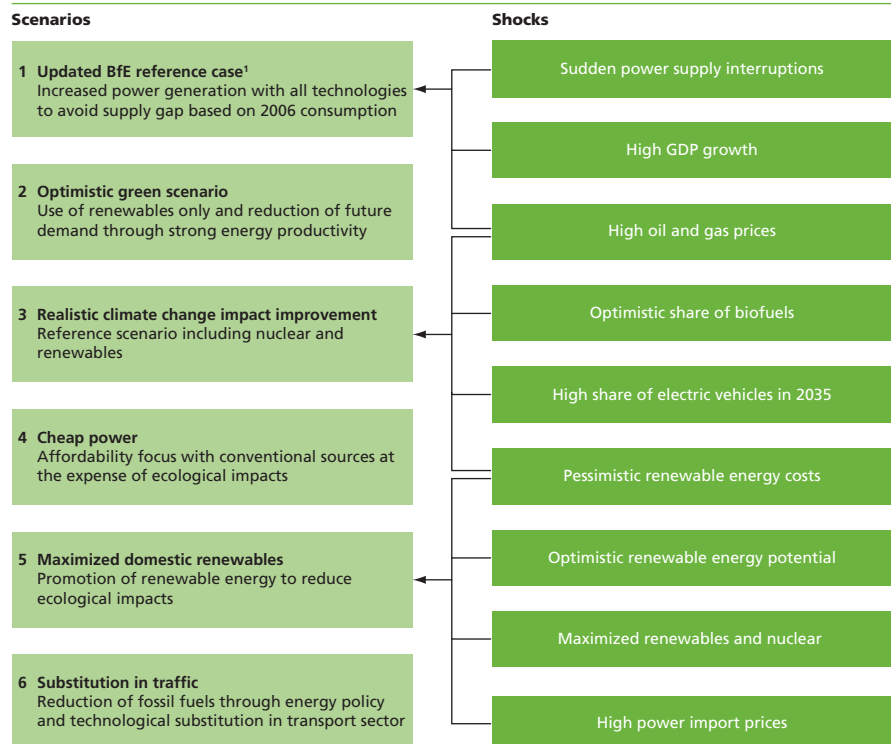 Scenarios
1 Updated BfE reference case¹
Increased power generation with all technologies
to avoid supply gap based on 2006 consumption
2 Optimistic green scenario
Use of renewables only and reduction of future
demand through strong energy productivity
3 Realistic climate change impact improvement
Reference scenario including nuclear and
renewables
4 Cheap power
Affordability focus with conventional sources at
the expense of ecological impacts
5 Maximized domestic renewables
Promotion of renewable energy to reduce
ecological impacts
6 Substitution in traffic
Reduction of fossil fuels through energy policy
and technological substitution in transport sector
Shocks
Sudden power supply interruptions
High GDP growth
High oil and gas prices
Optimistic share of biofuels
High share of electric vehicles in 2035
Pessimistic renewable energy costs
Optimistic renewable energy potential
Maximized renewables and nuclear
High power import prices